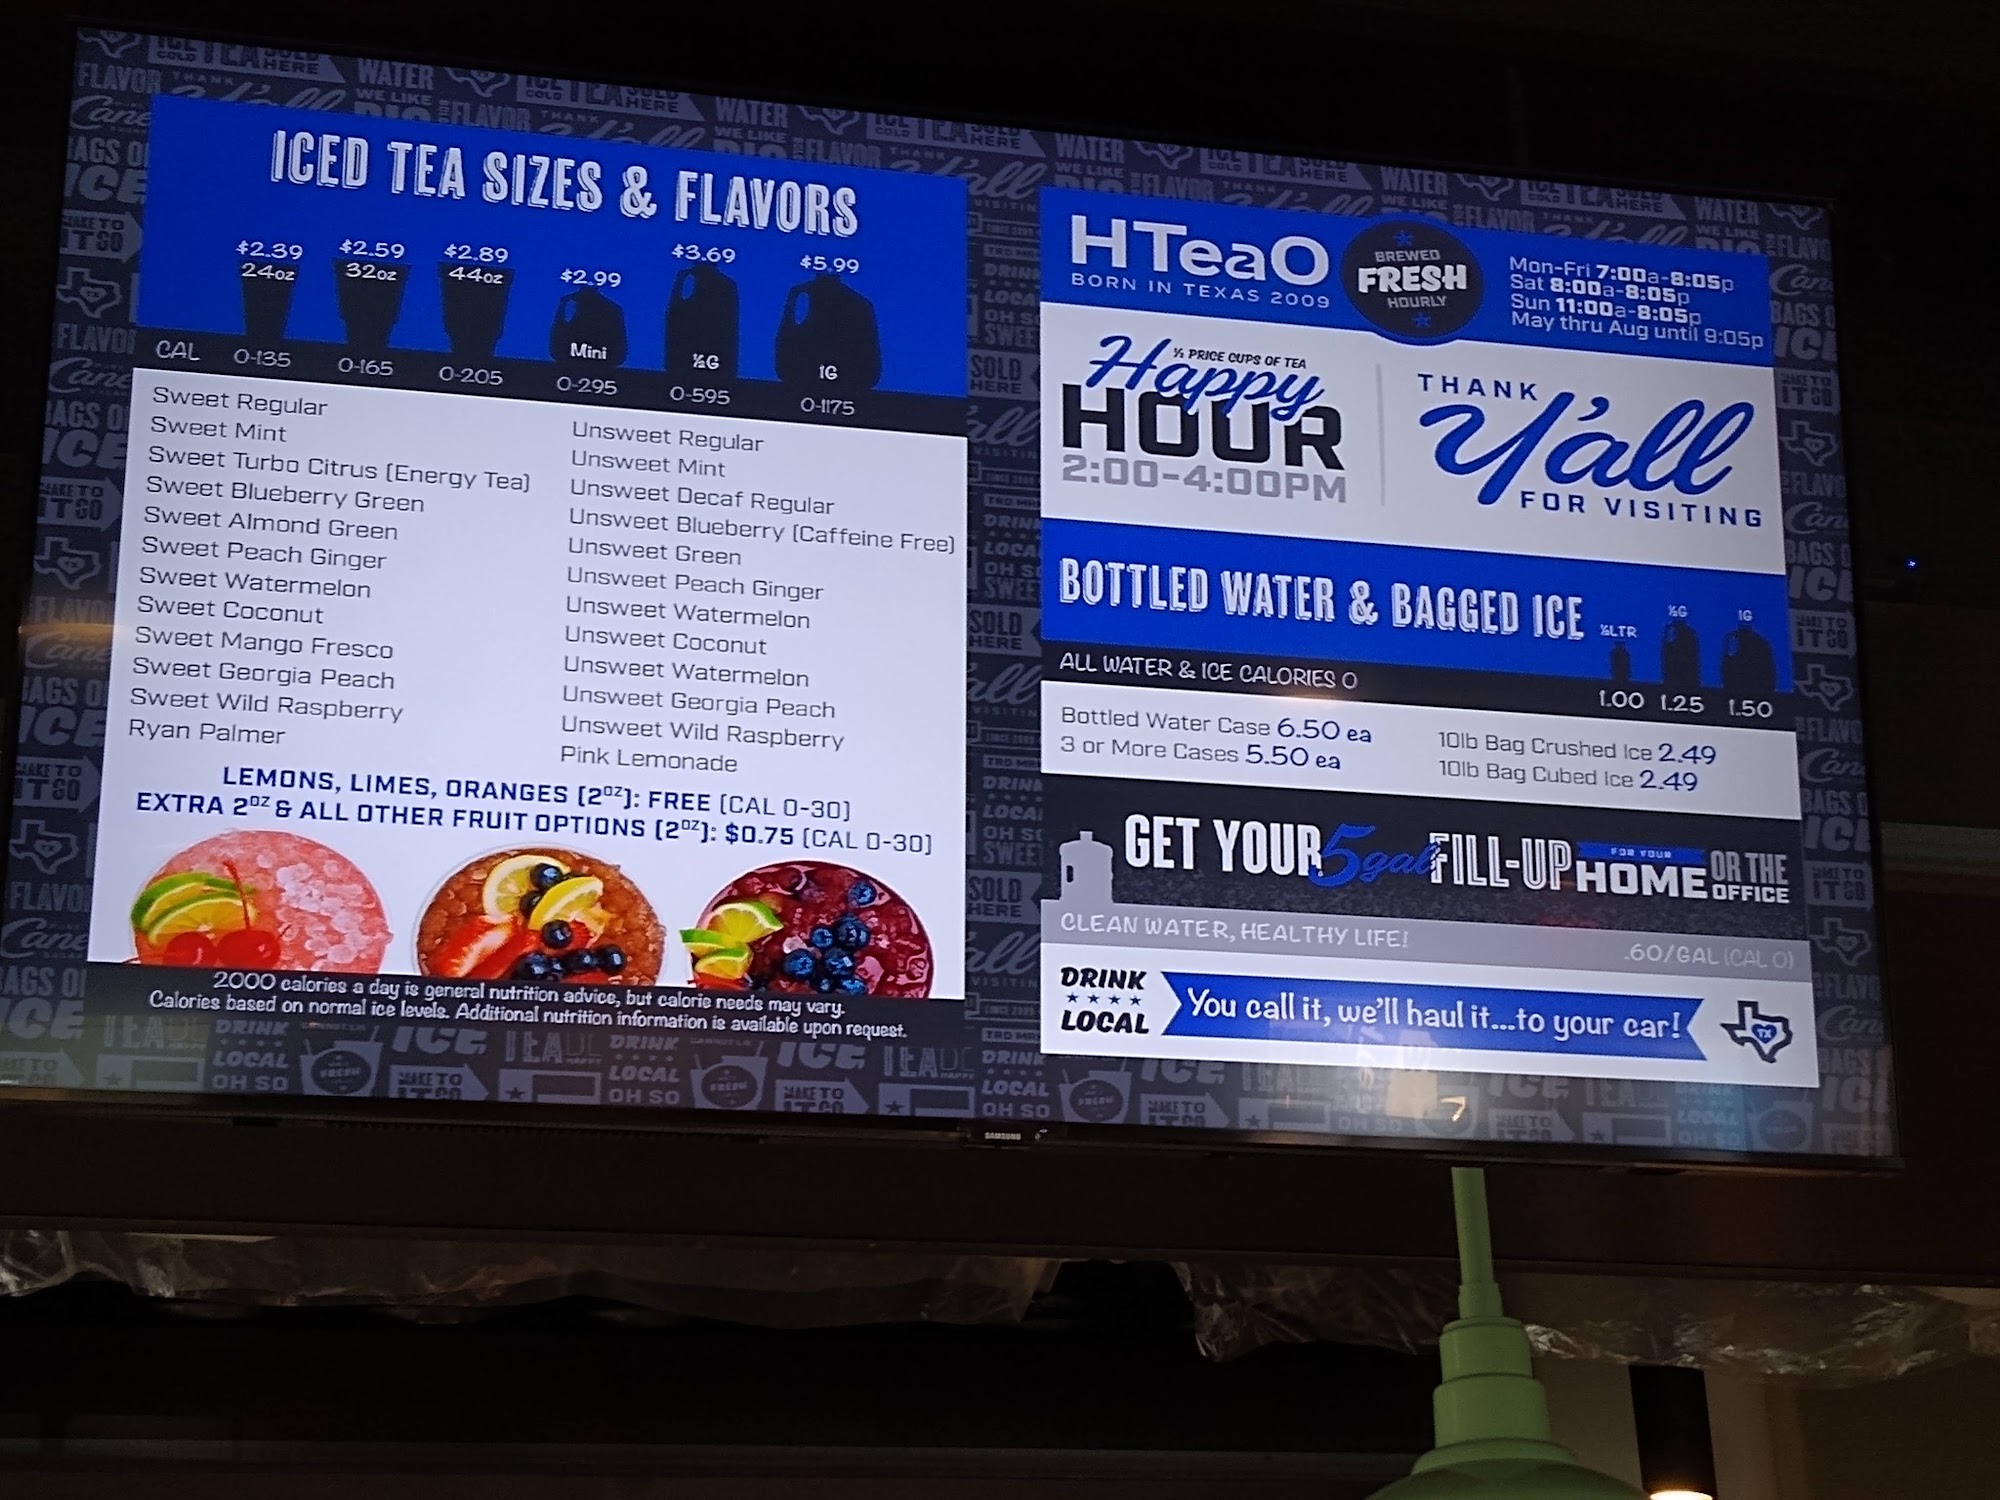 ICED TEA SIZES & FLAVORS
$2.39 $2.59 $2.89 $2.99 $3.69 $5.99
24oz 32oz 44oz Mini ½G 1G
CAL 0-135 0-165 0-205 0-295 0-595 0-1175
Sweet Regular
Sweet Mint
Sweet Turbo Citrus (Energy Tea)
Sweet Blueberry Green
Sweet Almond Green
Sweet Peach Ginger
Sweet Watermelon
Sweet Coconut
Sweet Mango Fresco
Sweet Georgia Peach
Sweet Wild Raspberry
Ryan Palmer
Unsweet Regular
Unsweet Mint
Unsweet Decaf Regular
Unsweet Blueberry (Caffeine Free)
Unsweet Green
Unsweet Peach Ginger
Unsweet Watermelon
Unsweet Coconut
Unsweet Watermelon
Unsweet Georgia Peach
Unsweet Wild Raspberry
Pink Lemonade
LEMONS, LIMES, ORANGES (2oz): FREE (CAL 0-30)
EXTRA 2oz & ALL OTHER FRUIT OPTIONS (2oz): $0.75 (CAL 0-30)
2000 calories a day is general nutrition advice, but calorie needs may vary.
Calories based on normal ice levels. Additional nutrition information is available upon request.
HTeaO
BORN IN TEXAS 2009
BREWED
FRESH
HOURLY
Mon-Fri 7:00a-8:05p
Sat 8:00a-8:05p
Sun 11:00a-8:05p
May thru Aug until 9:05p
½ PRICE CUPS OF TEA
Happy
HOUR
2:00-4:00PM
THANK
Y'all
FOR VISITING
BOTTLED WATER & BAGGED ICE
½LTR ½G 1G
ALL WATER & ICE CALORIES 0
1.00 1.25 1.50
Bottled Water Case 6.50 ea
3 or More Cases 5.50 ea
10lb Bag Crushed Ice 2.49
10lb Bag Cubed Ice 2.49
GET YOUR 5gal FILL-UP FOR YOUR HOME OR THE OFFICE
CLEAN WATER, HEALTHY LIFE!
.60/GAL (CAL 0)
DRINK
LOCAL
You call it, we'll haul it...to your car!
TX
SAMSUNG